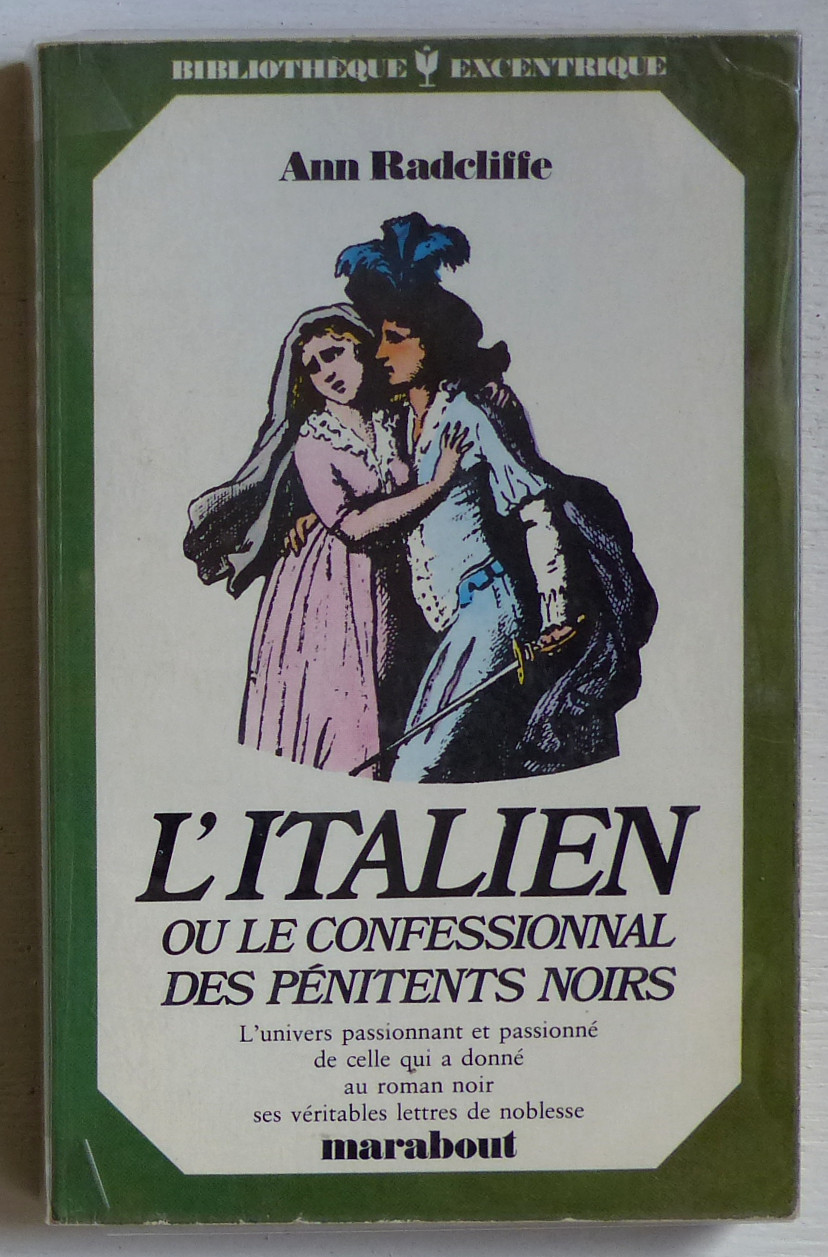 BIBLIOTHÈQUE EXCENTRIQUE
Ann Radcliffe
L'ITALIEN
OU LE CONFESSIONNAL
DES PÉNITENTS NOIRS
L'univers passionnant et passionné
de celle qui a donné
au roman noir
ses véritables lettres de noblesse
marabout